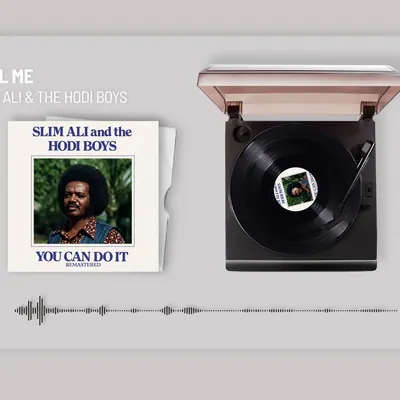 L ME
ALI & THE HODI BOYS
SLIM ALI and the
HODI BOYS
YOU CAN DO IT
REMASTERED